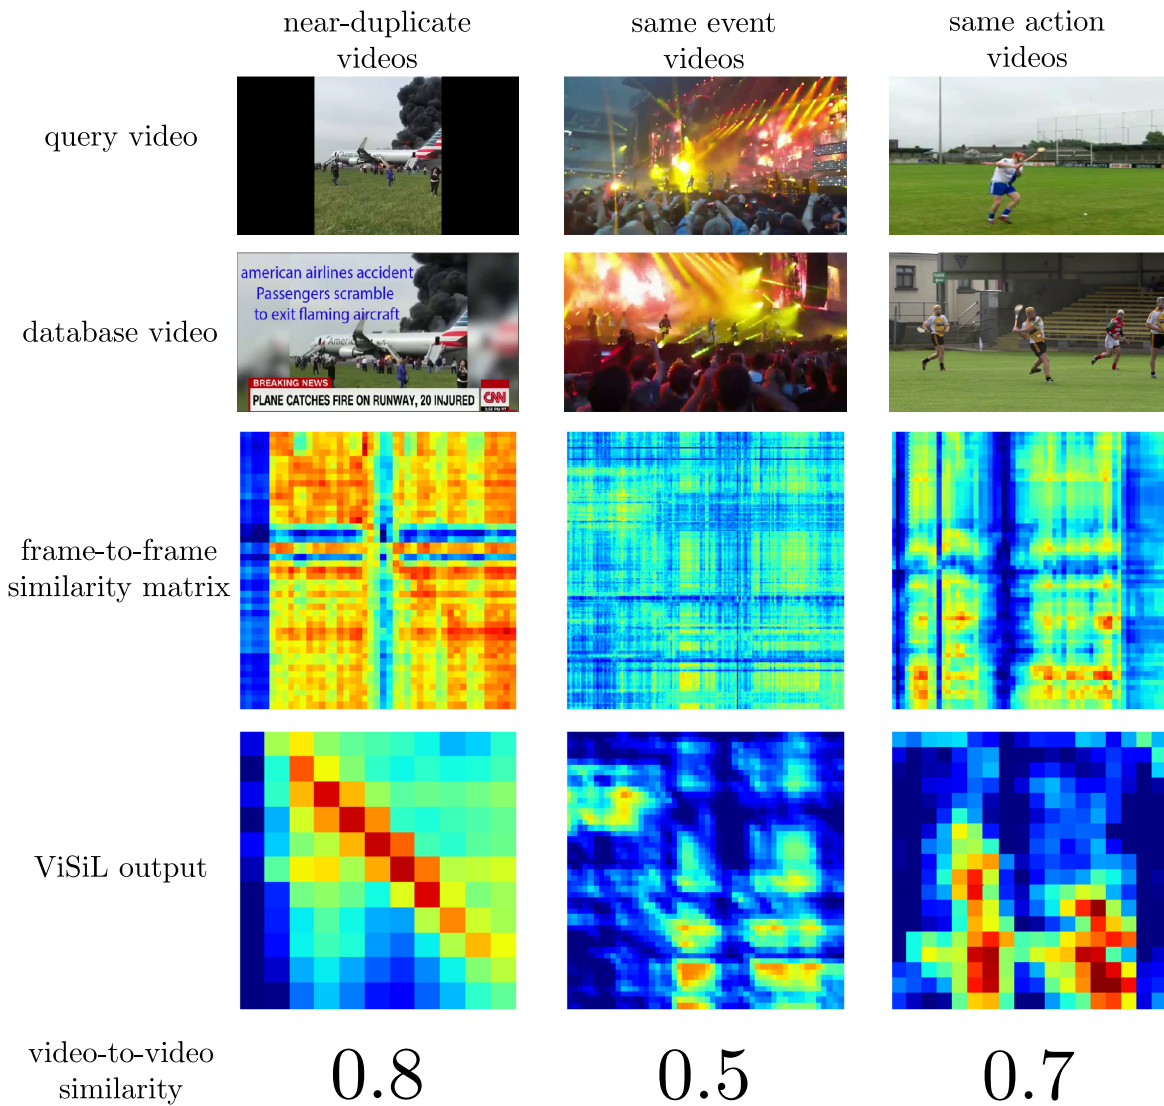 near-duplicate
videos
same event
videos
same action
videos
query video
database video
american airlines accident
Passengers scramble
to exit flaming aircraft
American
BREAKING NEWS
PLANE CATCHES FIRE ON RUNWAY, 20 INJURED
CNN
frame-to-frame
similarity matrix
ViSiL output
video-to-video
similarity
0.8
0.5
0.7